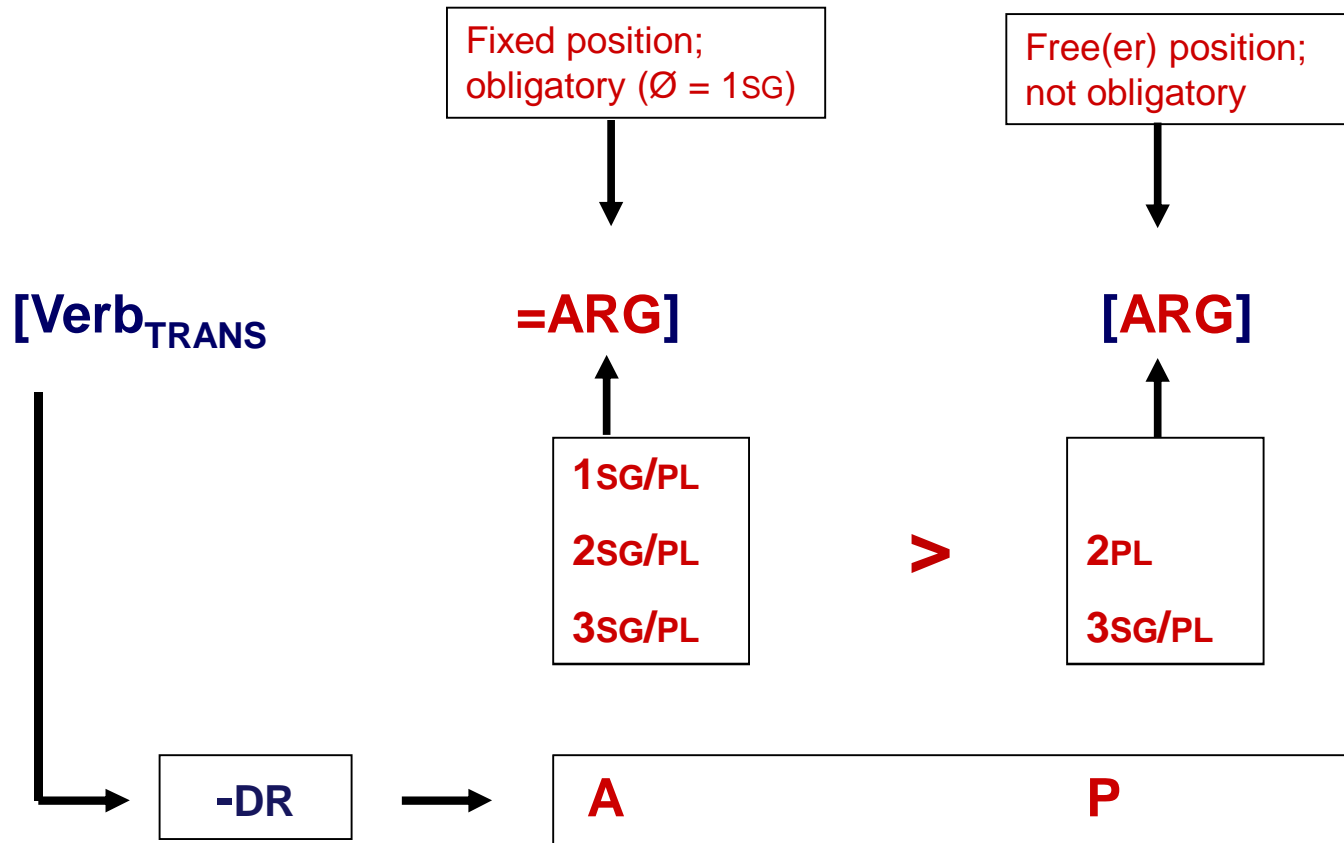 Fixed position;
obligatory (Ø = 1SG)
Free(er) position;
not obligatory
[Verb_TRANS =ARG] [ARG]
1SG/PL
2SG/PL > 2PL
3SG/PL 3SG/PL
-DR A P